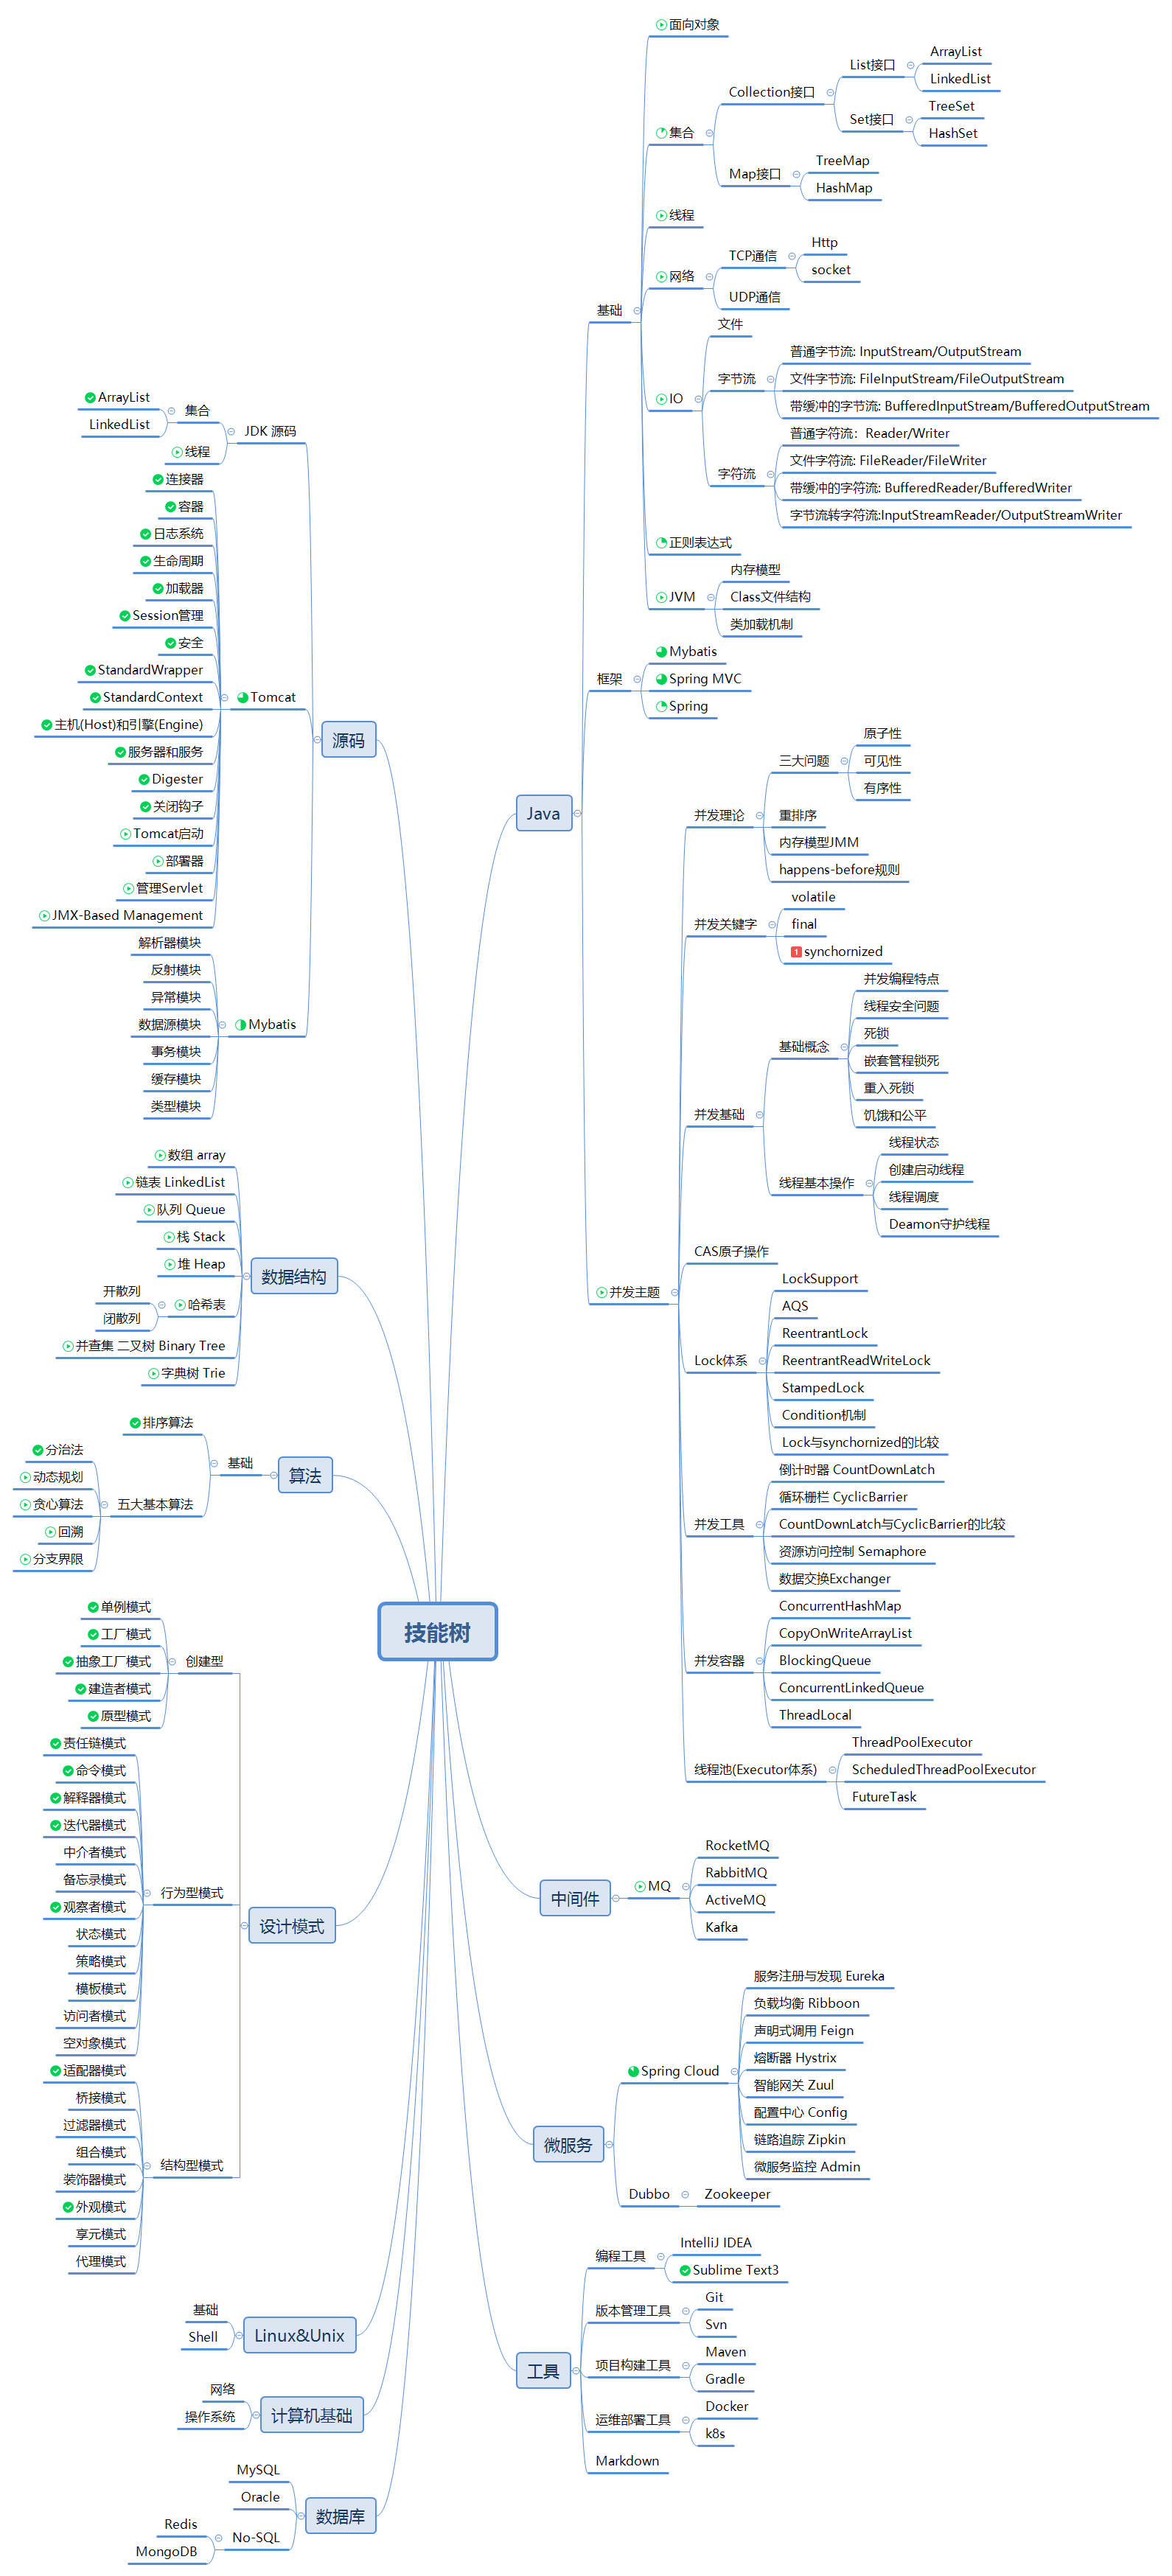 技能树
Java
基础
面向对象
集合
Collection接口
List接口
ArrayList
LinkedList
Set接口
TreeSet
HashSet
Map接口
TreeMap
HashMap
线程
网络
TCP通信
Http
socket
UDP通信
IO
文件
字节流
普通字节流: InputStream/OutputStream
文件字节流: FileInputStream/FileOutputStream
带缓冲的字节流: BufferedInputStream/BufferedOutputStream
字符流
普通字符流：Reader/Writer
文件字符流: FileReader/FileWriter
带缓冲的字符流: BufferedReader/BufferedWriter
字节流转字符流:InputStreamReader/OutputStreamWriter
正则表达式
JVM
内存模型
Class文件结构
类加载机制
框架
Mybatis
Spring MVC
Spring
并发主题
并发理论
三大问题
原子性
可见性
有序性
重排序
内存模型JMM
happens-before规则
并发关键字
volatile
final
1 synchornized
并发基础
基础概念
并发编程特点
线程安全问题
死锁
嵌套管程锁死
重入死锁
饥饿和公平
线程基本操作
线程状态
创建启动线程
线程调度
Deamon守护线程
CAS原子操作
Lock体系
LockSupport
AQS
ReentrantLock
ReentrantReadWriteLock
StampedLock
Condition机制
Lock与synchornized的比较
并发工具
倒计时器 CountDownLatch
循环栅栏 CyclicBarrier
CountDownLatch与CyclicBarrier的比较
资源访问控制 Semaphore
数据交换Exchanger
并发容器
ConcurrentHashMap
CopyOnWriteArrayList
BlockingQueue
ConcurrentLinkedQueue
ThreadLocal
线程池(Executor体系)
ThreadPoolExecutor
ScheduledThreadPoolExecutor
FutureTask
中间件
MQ
RocketMQ
RabbitMQ
ActiveMQ
Kafka
微服务
Spring Cloud
服务注册与发现 Eureka
负载均衡 Ribboon
声明式调用 Feign
熔断器 Hystrix
智能网关 Zuul
配置中心 Config
链路追踪 Zipkin
微服务监控 Admin
Dubbo
Zookeeper
工具
编程工具
IntelliJ IDEA
Sublime Text3
版本管理工具
Git
Svn
项目构建工具
Maven
Gradle
运维部署工具
Docker
k8s
Markdown
源码
JDK 源码
集合
ArrayList
LinkedList
线程
Tomcat
连接器
容器
日志系统
生命周期
加载器
Session管理
安全
StandardWrapper
StandardContext
主机(Host)和引擎(Engine)
服务器和服务
Digester
关闭钩子
Tomcat启动
部署器
管理Servlet
JMX-Based Management
Mybatis
解析器模块
反射模块
异常模块
数据源模块
事务模块
缓存模块
类型模块
数据结构
数组 array
链表 LinkedList
队列 Queue
栈 Stack
堆 Heap
哈希表
开散列
闭散列
并查集 二叉树 Binary Tree
字典树 Trie
算法
基础
排序算法
五大基本算法
分治法
动态规划
贪心算法
回溯
分支界限
设计模式
创建型
单例模式
工厂模式
抽象工厂模式
建造者模式
原型模式
行为型模式
责任链模式
命令模式
解释器模式
迭代器模式
中介者模式
备忘录模式
观察者模式
状态模式
策略模式
模板模式
访问者模式
空对象模式
结构型模式
适配器模式
桥接模式
过滤器模式
组合模式
装饰器模式
外观模式
享元模式
代理模式
Linux&Unix
基础
Shell
计算机基础
网络
操作系统
数据库
MySQL
Oracle
No-SQL
Redis
MongoDB